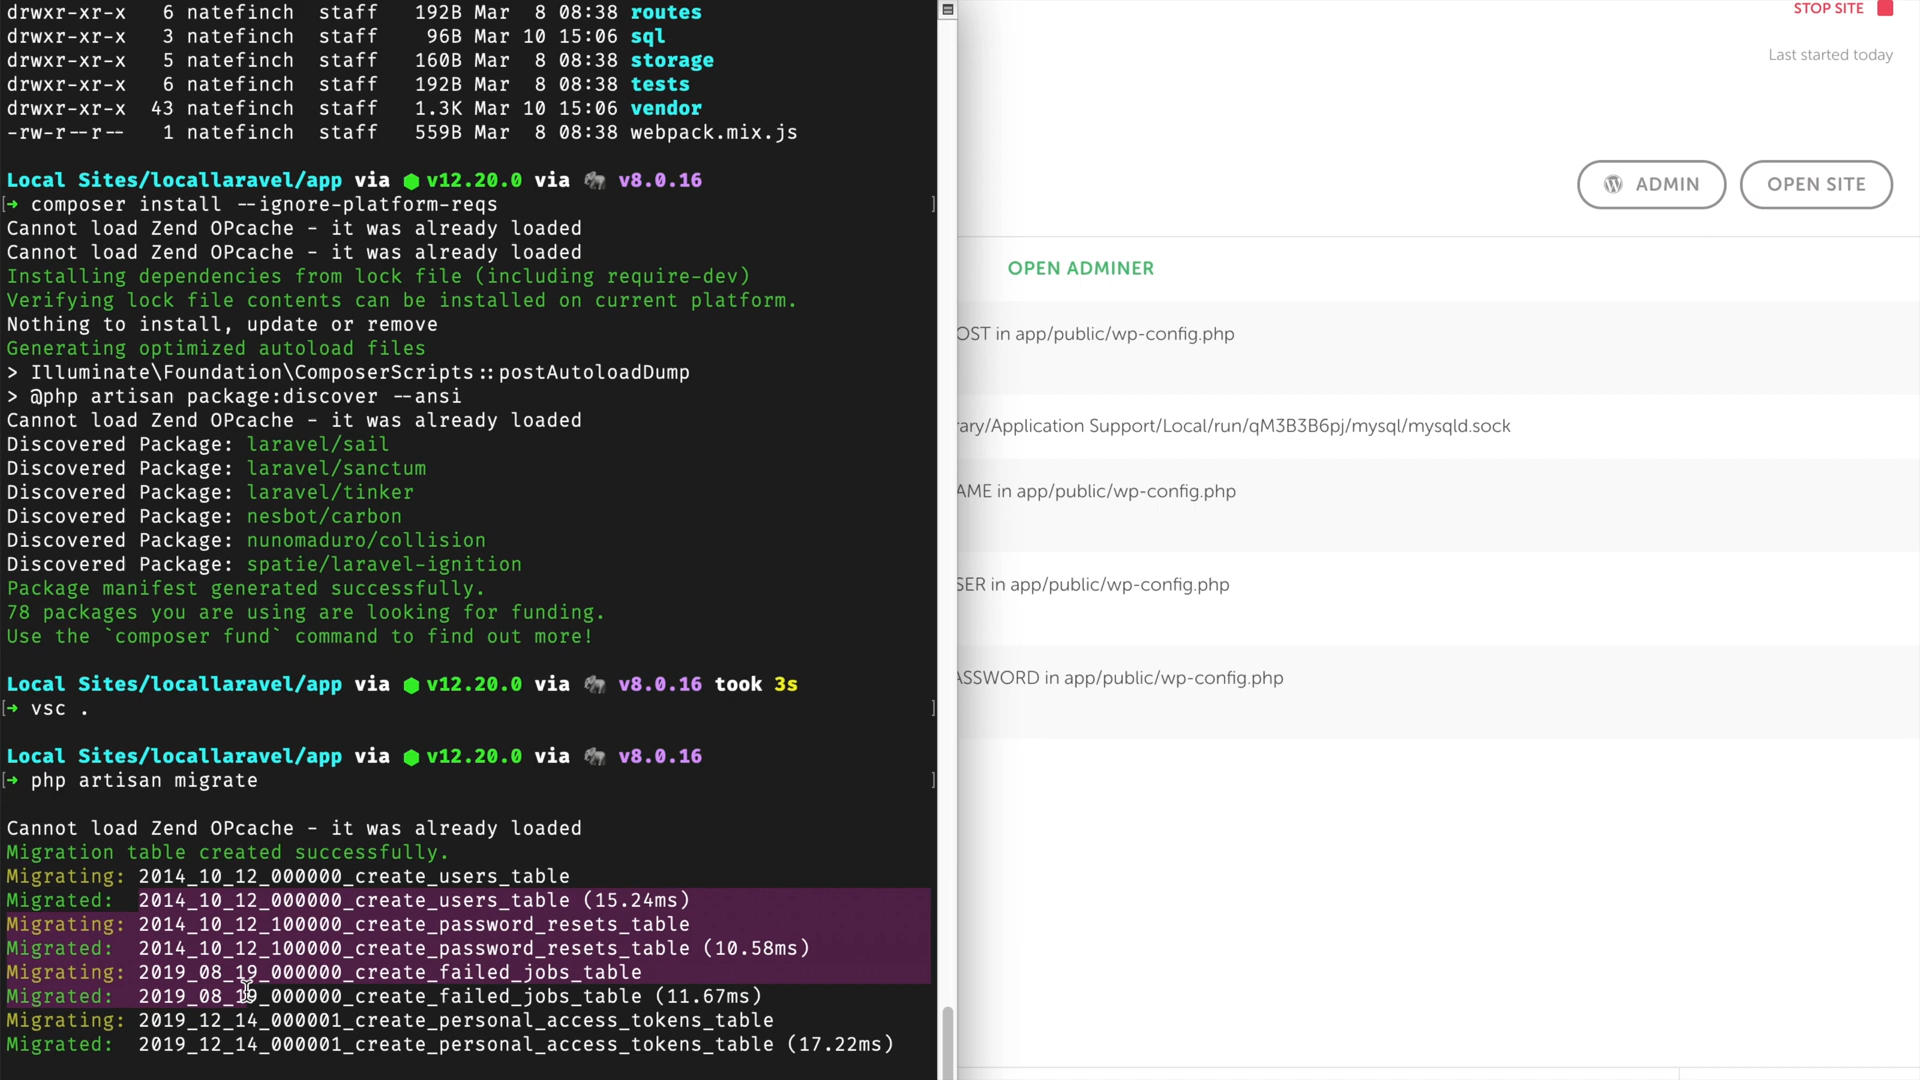 drwxr-xr-x   6 natefinch  staff   192B Mar  8 08:38 routes
drwxr-xr-x   3 natefinch  staff    96B Mar 10 15:06 sql
drwxr-xr-x   5 natefinch  staff   160B Mar  8 08:38 storage
drwxr-xr-x   6 natefinch  staff   192B Mar  8 08:38 tests
drwxr-xr-x  43 natefinch  staff   1.3K Mar 10 15:06 vendor
-rw-r--r--   1 natefinch  staff   559B Mar  8 08:38 webpack.mix.js
Local Sites/locallaravel/app via ⬢ v12.20.0 via 🐘 v8.0.16
[➜ composer install --ignore-platform-reqs ]
Cannot load Zend OPcache - it was already loaded
Cannot load Zend OPcache - it was already loaded
Installing dependencies from lock file (including require-dev)
Verifying lock file contents can be installed on current platform.
Nothing to install, update or remove
Generating optimized autoload files
> Illuminate\Foundation\ComposerScripts::postAutoloadDump
> @php artisan package:discover --ansi
Cannot load Zend OPcache - it was already loaded
Discovered Package: laravel/sail
Discovered Package: laravel/sanctum
Discovered Package: laravel/tinker
Discovered Package: nesbot/carbon
Discovered Package: nunomaduro/collision
Discovered Package: spatie/laravel-ignition
Package manifest generated successfully.
78 packages you are using are looking for funding.
Use the `composer fund` command to find out more!
Local Sites/locallaravel/app via ⬢ v12.20.0 via 🐘 v8.0.16 took 3s
[➜ vsc . ]
Local Sites/locallaravel/app via ⬢ v12.20.0 via 🐘 v8.0.16
[➜ php artisan migrate ]
Cannot load Zend OPcache - it was already loaded
Migration table created successfully.
Migrating: 2014_10_12_000000_create_users_table
Migrated:  2014_10_12_000000_create_users_table (15.24ms)
Migrating: 2014_10_12_100000_create_password_resets_table
Migrated:  2014_10_12_100000_create_password_resets_table (10.58ms)
Migrating: 2019_08_19_000000_create_failed_jobs_table
Migrated:  2019_08_19_000000_create_failed_jobs_table (11.67ms)
Migrating: 2019_12_14_000001_create_personal_access_tokens_table
Migrated:  2019_12_14_000001_create_personal_access_tokens_table (17.22ms)
STOP SITE
Last started today
ADMIN
OPEN SITE
OPEN ADMINER
OST in app/public/wp-config.php
rary/Application Support/Local/run/qM3B3B6pj/mysql/mysqld.sock
AME in app/public/wp-config.php
SER in app/public/wp-config.php
ASSWORD in app/public/wp-config.php